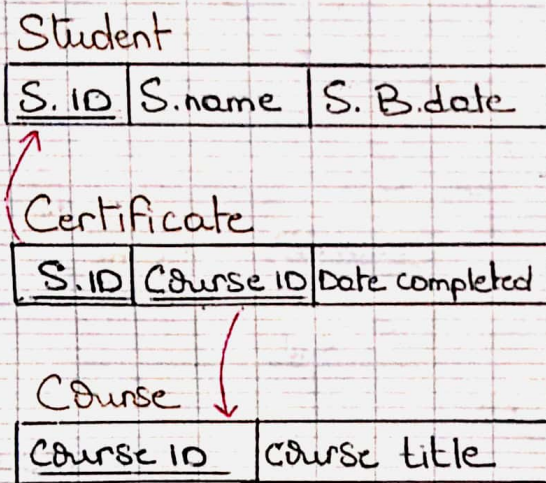 Student
S. ID S.name S. B.date
Certificate
S.ID Course ID Date completed
Course
Course ID course title